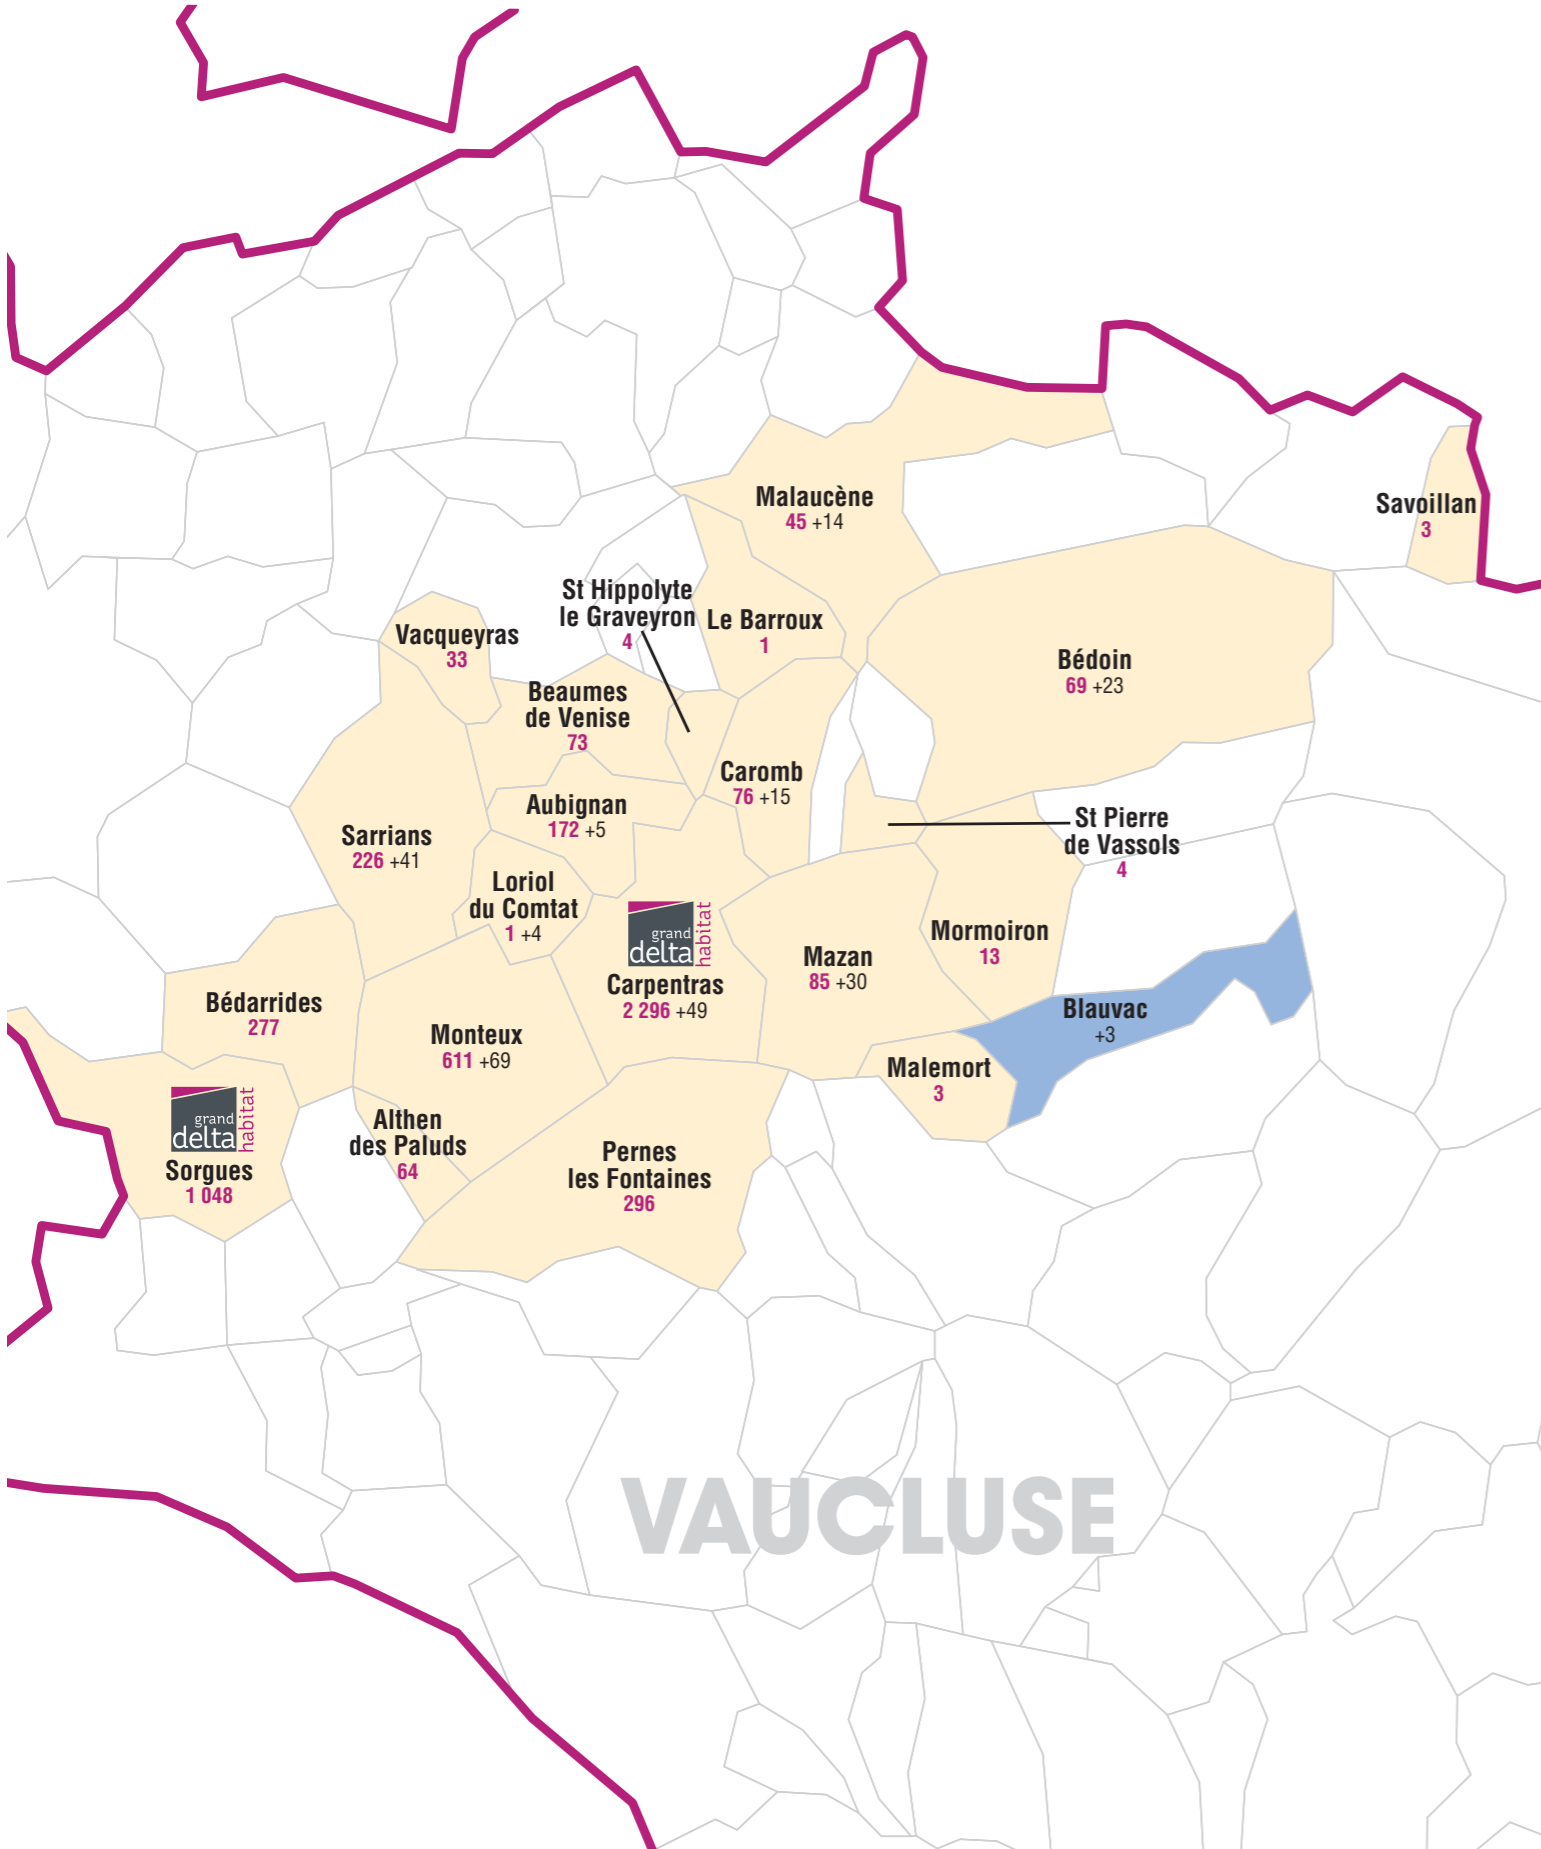 Malaucène
45 +14
Savoillan
3
St Hippolyte
le Graveyron
4
Le Barroux
1
Vacqueyras
33
Bédoin
69 +23
Beaumes
de Venise
73
Caromb
76 +15
Aubignan
172 +5
St Pierre
de Vassols
4
Sarrians
226 +41
Loriol
du Comtat
1 +4
grand
delta
habitat
Carpentras
2 296 +49
Mazan
85 +30
Mormoiron
13
Bédarrides
277
Monteux
611 +69
Blauvac
+3
Malemort
3
grand
delta
habitat
Sorgues
1 048
Althen
des Paluds
64
Pernes
les Fontaines
296
VAUCLUSE